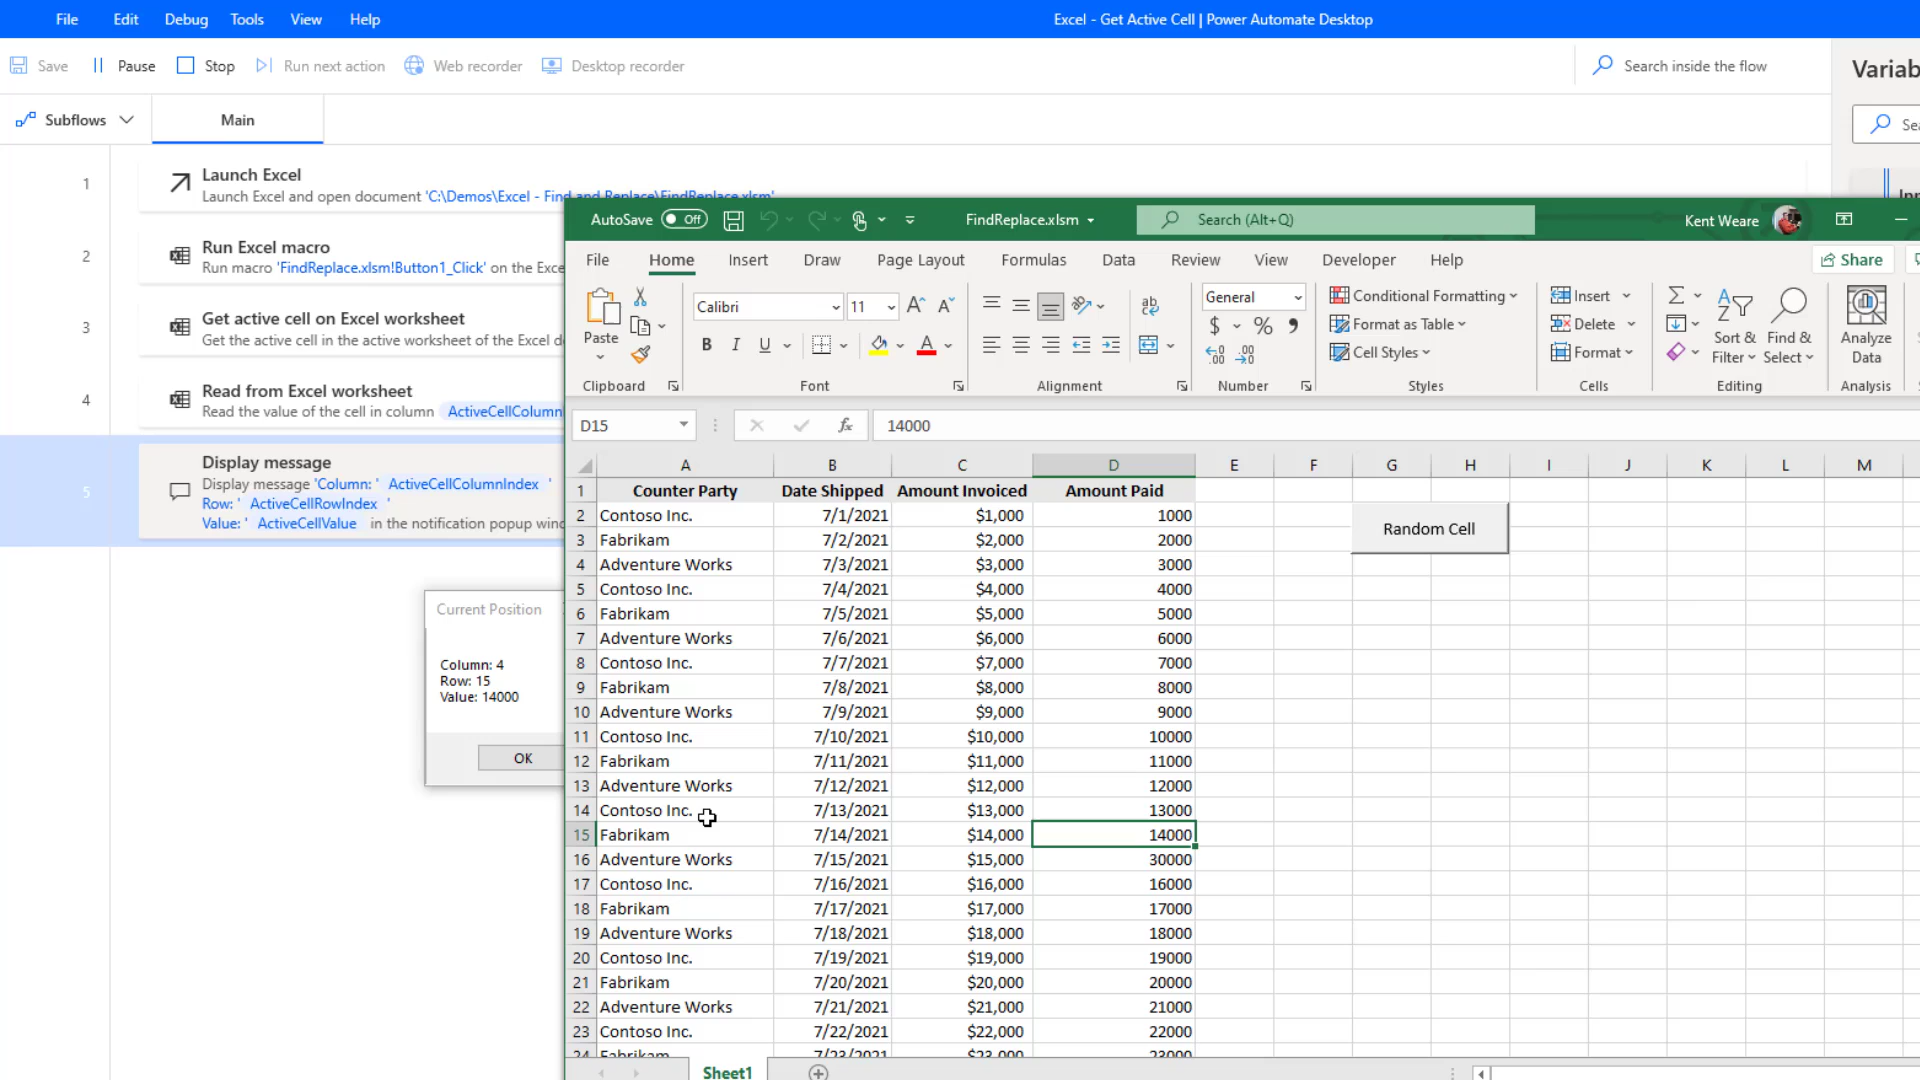 File Edit Debug Tools View Help
Excel - Get Active Cell | Power Automate Desktop
Save Pause Stop Run next action Web recorder Desktop recorder
Search inside the flow
Variab
Subflows Main
Sea
1 Launch Excel
Launch Excel and open document 'C:\Demos\Excel - Find and Replace\FindReplace.xlsm'
2 Run Excel macro
Run macro 'FindReplace.xlsm!Button1_Click' on the Exce
3 Get active cell on Excel worksheet
Get the active cell in the active worksheet of the Excel do
4 Read from Excel worksheet
Read the value of the cell in column ActiveCellColumn
5 Display message
Display message 'Column: ' ActiveCellColumnIndex '
Row: ' ActiveCellRowIndex '
Value: ' ActiveCellValue in the notification popup wind
Current Position
Column: 4
Row: 15
Value: 14000
OK
AutoSave Off FindReplace.xlsm Search (Alt+Q) Kent Weare
File Home Insert Draw Page Layout Formulas Data Review View Developer Help Share
Paste
Calibri 11
B I U A
ab
General
$ % 9
Conditional Formatting
Format as Table
Cell Styles
Insert
Delete
Format
Sort & Filter
Find & Select
Analyze Data
Clipboard Font Alignment Number Styles Cells Editing Analysis
D15 fx 14000
A B C D E F G H I J K L M
1 Counter Party Date Shipped Amount Invoiced Amount Paid
2 Contoso Inc. 7/1/2021 $1,000 1000
Random Cell
3 Fabrikam 7/2/2021 $2,000 2000
4 Adventure Works 7/3/2021 $3,000 3000
5 Contoso Inc. 7/4/2021 $4,000 4000
6 Fabrikam 7/5/2021 $5,000 5000
7 Adventure Works 7/6/2021 $6,000 6000
8 Contoso Inc. 7/7/2021 $7,000 7000
9 Fabrikam 7/8/2021 $8,000 8000
10 Adventure Works 7/9/2021 $9,000 9000
11 Contoso Inc. 7/10/2021 $10,000 10000
12 Fabrikam 7/11/2021 $11,000 11000
13 Adventure Works 7/12/2021 $12,000 12000
14 Contoso Inc. 7/13/2021 $13,000 13000
15 Fabrikam 7/14/2021 $14,000 14000
16 Adventure Works 7/15/2021 $15,000 30000
17 Contoso Inc. 7/16/2021 $16,000 16000
18 Fabrikam 7/17/2021 $17,000 17000
19 Adventure Works 7/18/2021 $18,000 18000
20 Contoso Inc. 7/19/2021 $19,000 19000
21 Fabrikam 7/20/2021 $20,000 20000
22 Adventure Works 7/21/2021 $21,000 21000
23 Contoso Inc. 7/22/2021 $22,000 22000
24 Fabrikam 7/23/2021 $23,000 23000
Sheet1